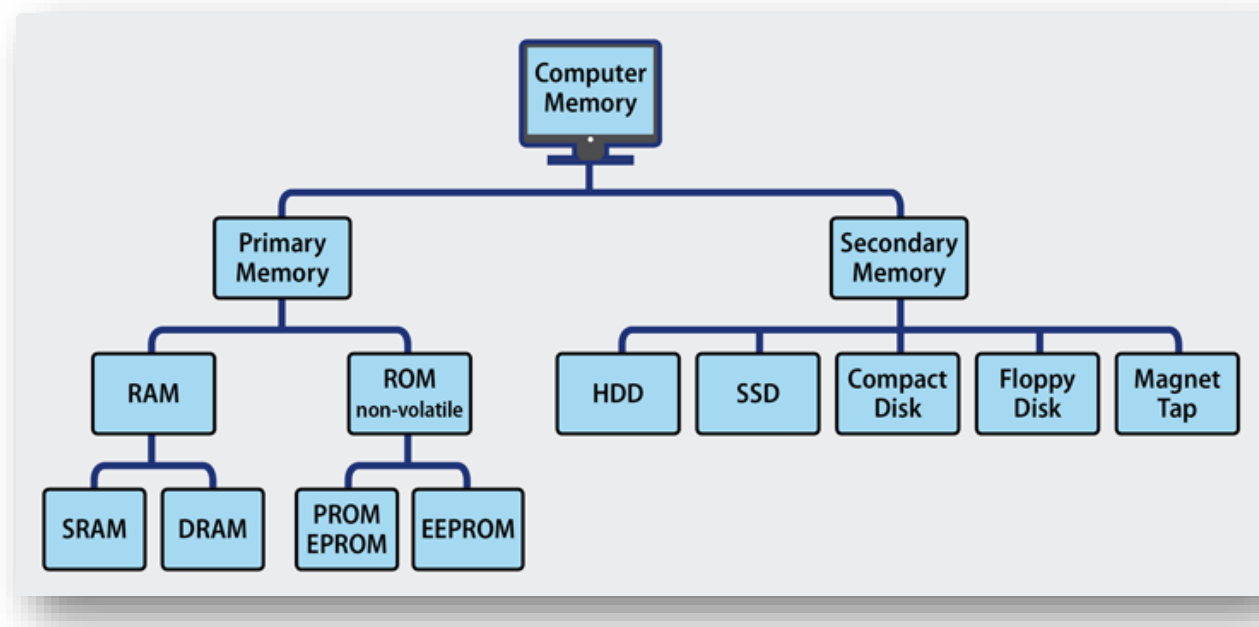 Computer
Memory
Primary
Memory
Secondary
Memory
RAM
ROM
non-volatile
HDD
SSD
Compact
Disk
Floppy
Disk
Magnet
Tap
SRAM
DRAM
PROM
EPROM
EEPROM